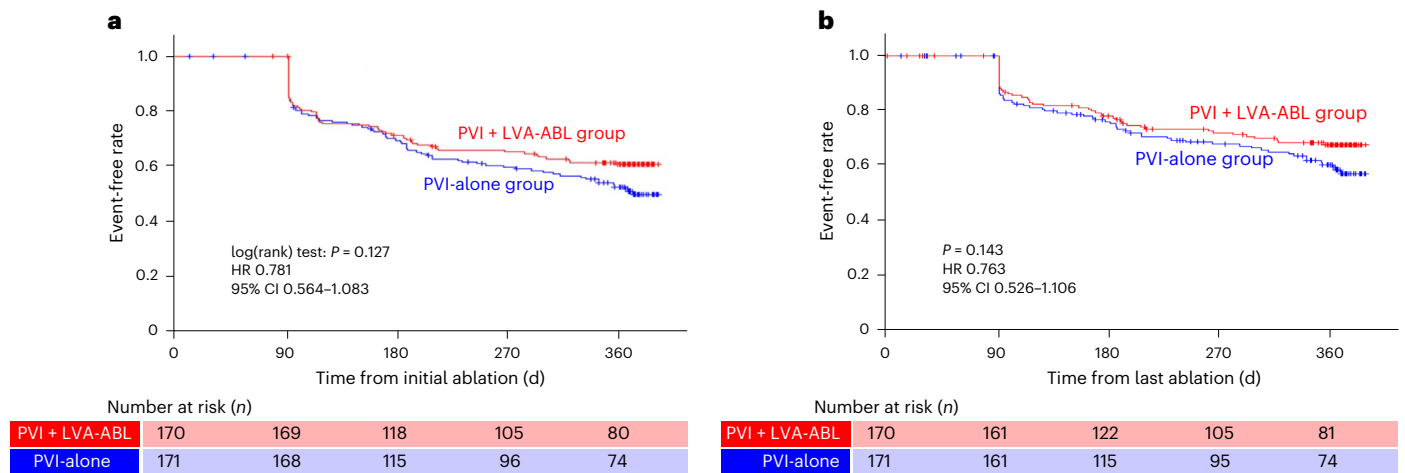 a
1.0
0.8
0.6
0.4
0.2
0
Event-free rate
PVI + LVA-ABL group
PVI-alone group
log(rank) test: P = 0.127
HR 0.781
95% CI 0.564–1.083
0 90 180 270 360
Time from initial ablation (d)
Number at risk (n)
PVI + LVA-ABL 170 169 118 105 80
PVI-alone 171 168 115 96 74
b
1.0
0.8
0.6
0.4
0.2
0
Event-free rate
PVI + LVA-ABL group
PVI-alone group
P = 0.143
HR 0.763
95% CI 0.526–1.106
0 90 180 270 360
Time from last ablation (d)
Number at risk (n)
PVI + LVA-ABL 170 161 122 105 81
PVI-alone 171 161 115 95 74